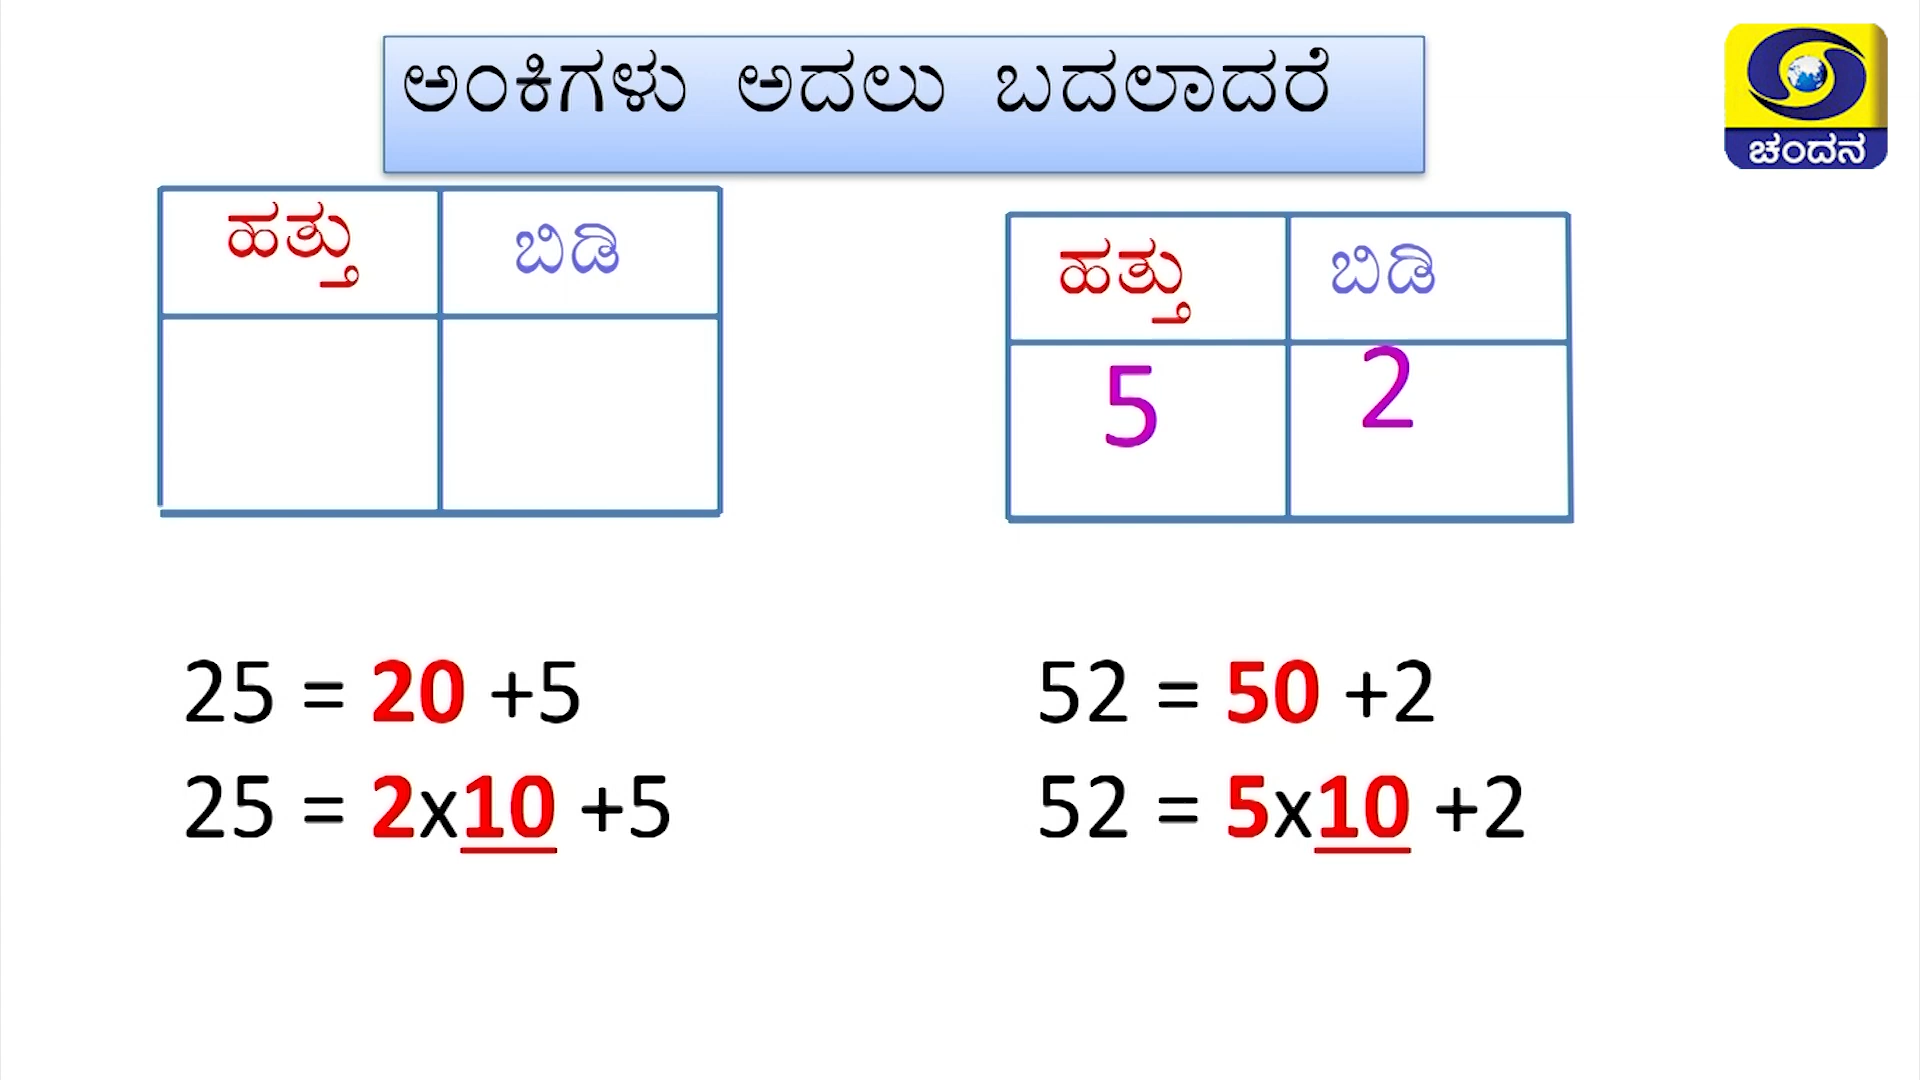 ಅಂಕಿಗಳು ಅದಲು ಬದಲಾದರೆ
ಚಂದನ
ಹತ್ತು ಬಿಡಿ
ಹತ್ತು ಬಿಡಿ
5 2
25 = 20 +5
25 = 2x10 +5
52 = 50 +2
52 = 5x10 +2